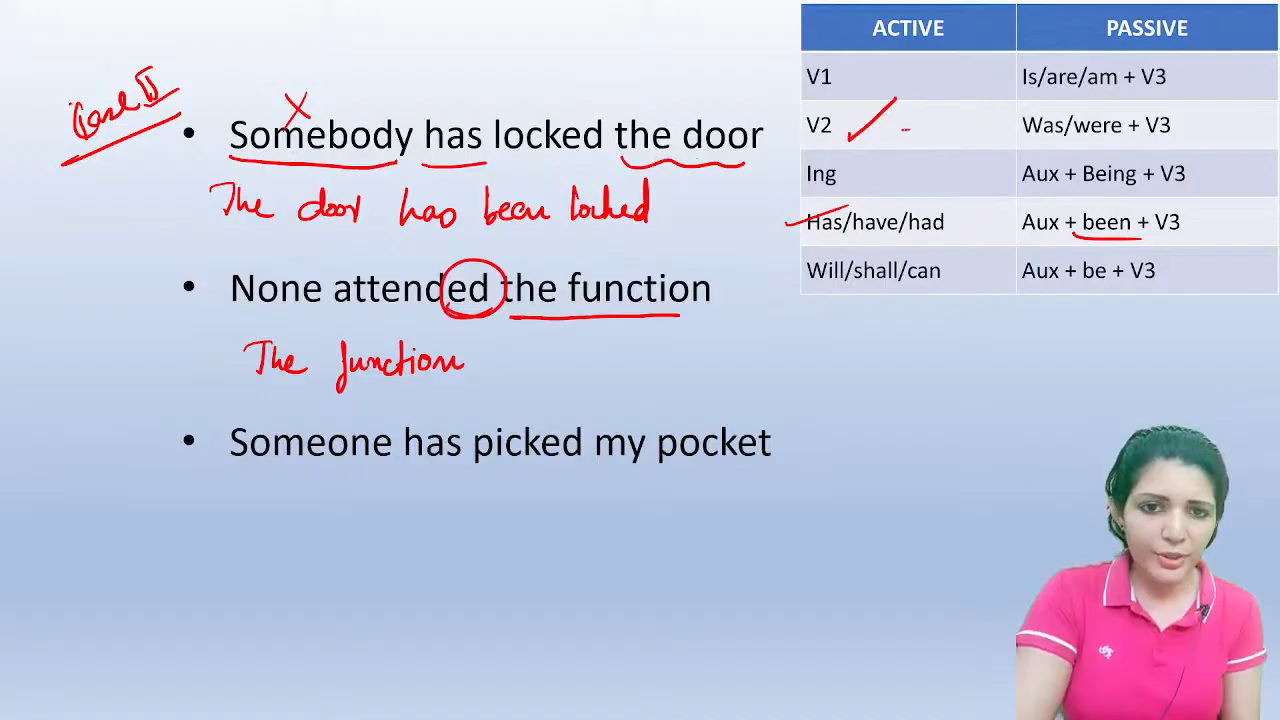 Case II
• Somebody has locked the door
The door has been locked
• None attended the function
The function
• Someone has picked my pocket
ACTIVE PASSIVE
V1 Is/are/am + V3
V2 Was/were + V3
Ing Aux + Being + V3
Has/have/had Aux + been + V3
Will/shall/can Aux + be + V3